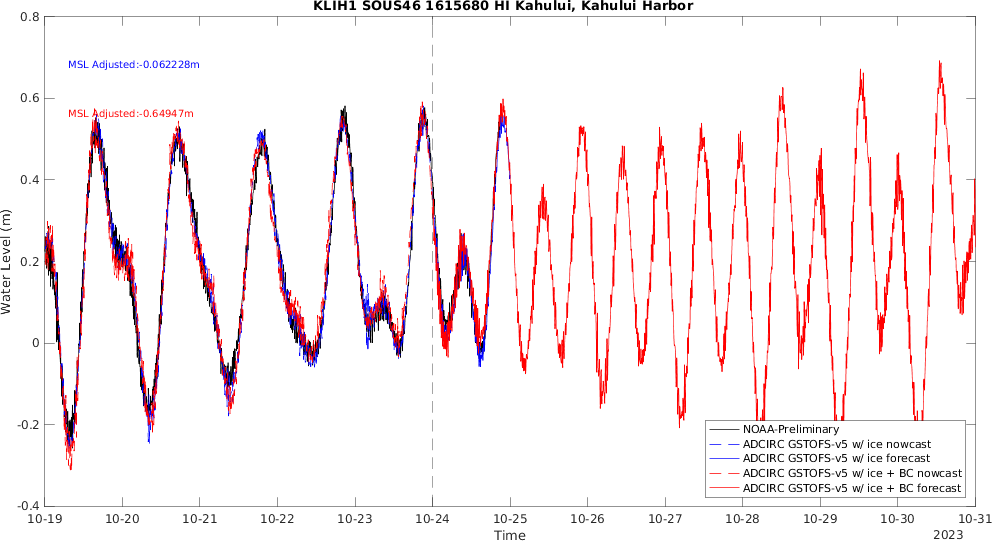 KLIH1 SOUS46 1615680 HI Kahului, Kahului Harbor
0.8
MSL Adjusted:-0.062228m
0.6
MSL Adjusted:-0.64947m
0.4
Water Level (m)
0.2
0
-0.2
NOAA-Preliminary
ADCIRC GSTOFS-v5 w/ ice nowcast
ADCIRC GSTOFS-v5 w/ ice forecast
ADCIRC GSTOFS-v5 w/ ice + BC nowcast
ADCIRC GSTOFS-v5 w/ ice + BC forecast
-0.4
10-19 10-20 10-21 10-22 10-23 10-24 10-25 10-26 10-27 10-28 10-29 10-30 10-31
Time
2023